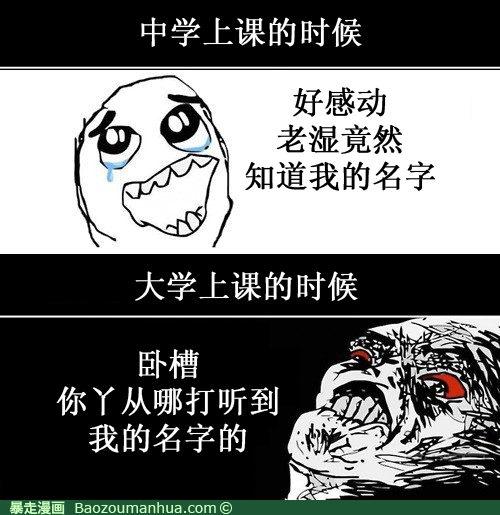 中学上课的时候
好感动
老湿竟然
知道我的名字
大学上课的时候
卧槽
你丫从哪打听到
我的名字的
暴走漫画 Baozoumanhua.com ©